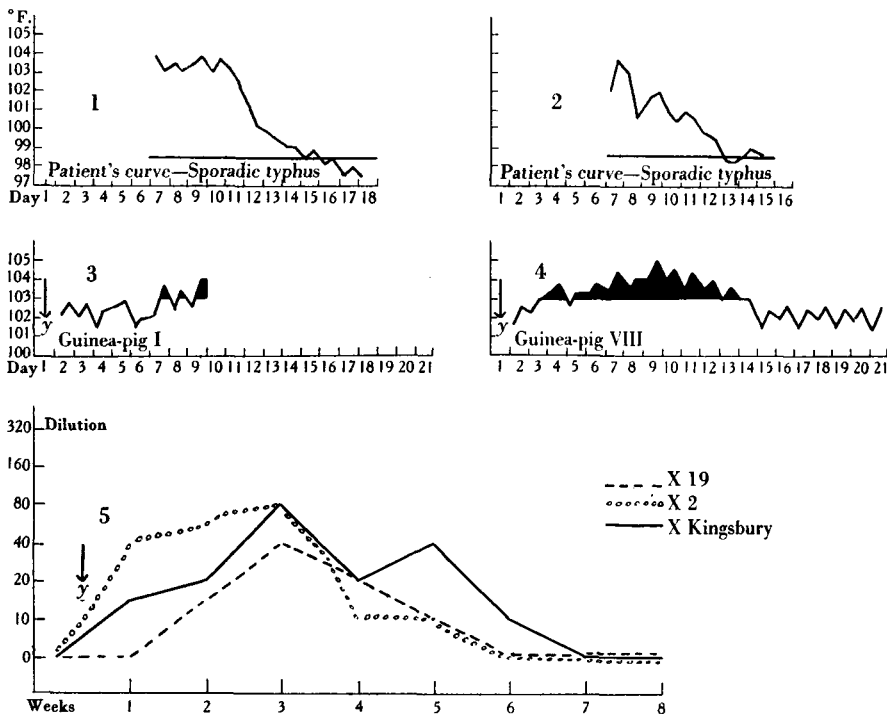 °F.
105
104
103
102
101
100
99
98
97
1
Patient's curve—Sporadic typhus
Day 1 2 3 4 5 6 7 8 9 10 11 12 13 14 15 16 17 18
2
Patient's curve—Sporadic typhus
1 2 3 4 5 6 7 8 9 10 11 12 13 14 15 16
105
104
103
102
101
100
3
y
Guinea-pig I
Day 1 2 3 4 5 6 7 8 9 10 11 12 13 14 15 16 17 18 19 20 21
4
y
Guinea-pig VIII
1 2 3 4 5 6 7 8 9 10 11 12 13 14 15 16 17 18 19 20 21
Dilution
320
160
80
40
20
10
0
5
y
X 19
X 2
X Kingsbury
Weeks 1 2 3 4 5 6 7 8